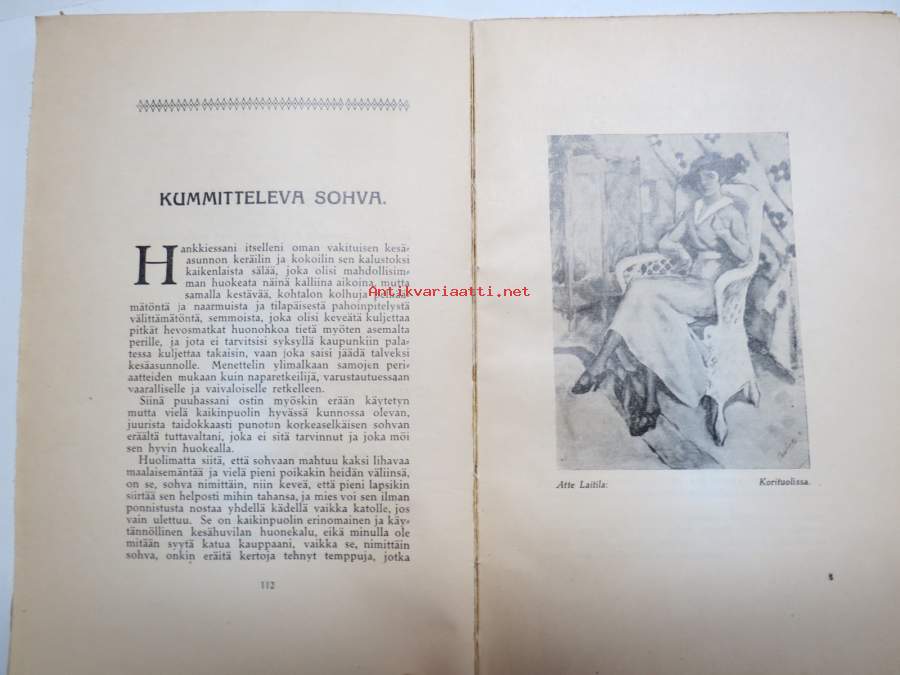 KUMMITTELEVA SOHVA.
Hankkiessani itselleni oman vakituisen kesä-
asunnon keräilin ja kokoilin sen kalustoksi
kaikenlaista sälää, joka olisi mahdollisim-
man huokeata näinä kalliina aikoina, mutta
samalla kestävää, kohtalon kolhuja
mätöntä ja naarmuista ja tilapäisestä pahoinpitelystä
välittämätöntä, semmoista, joka olisi keveätä kuljettaa
pitkät hevosmatkat huonohkoa tietä myöten asemalta
perille, ja jota ei tarvitsisi syksyllä kaupunkiin pala-
tessa kuljettaa takaisin, vaan joka saisi jäädä talveksi
kesäasunnolle. Menettelin ylimalkaan samojen peri-
aatteiden mukaan kuin naparetkeilijä, varustautuessaan
vaaralliselle ja vaivaloiselle retkelleen.
Siinä puuhassani ostin myöskin erään käytetyn
mutta vielä kaikinpuolin hyvässä kunnossa olevan,
juurista taidokkaasti punotun korkeaselkäisen sohvan
eräältä tuttavaltani, joka ei sitä tarvinnut ja joka möi
sen hyvin huokealla.
Huolimatta siitä, että sohvaan mahtuu kaksi lihavaa
maalaisemäntää ja vielä pieni poikakin heidän väliinsä,
on se, sohva nimittäin, niin keveä, että pieni lapsikin
siirtää sen helposti mihin tahansa, ja mies voi sen ilman
ponnistusta nostaa yhdellä kädellä vaikka katolle, jos
vain ulettuu. Se on kaikinpuolin erinomainen ja käy-
tännöllinen kesähuvilan huonekalu, eikä minulla ole
mitään syytä katua kauppaani, vaikka se, nimittäin
sohva, onkin eräitä kertoja tehnyt temppuja, jotka
112
Antikvariaatti.net
Atte Laitila: Korituolissa.
8